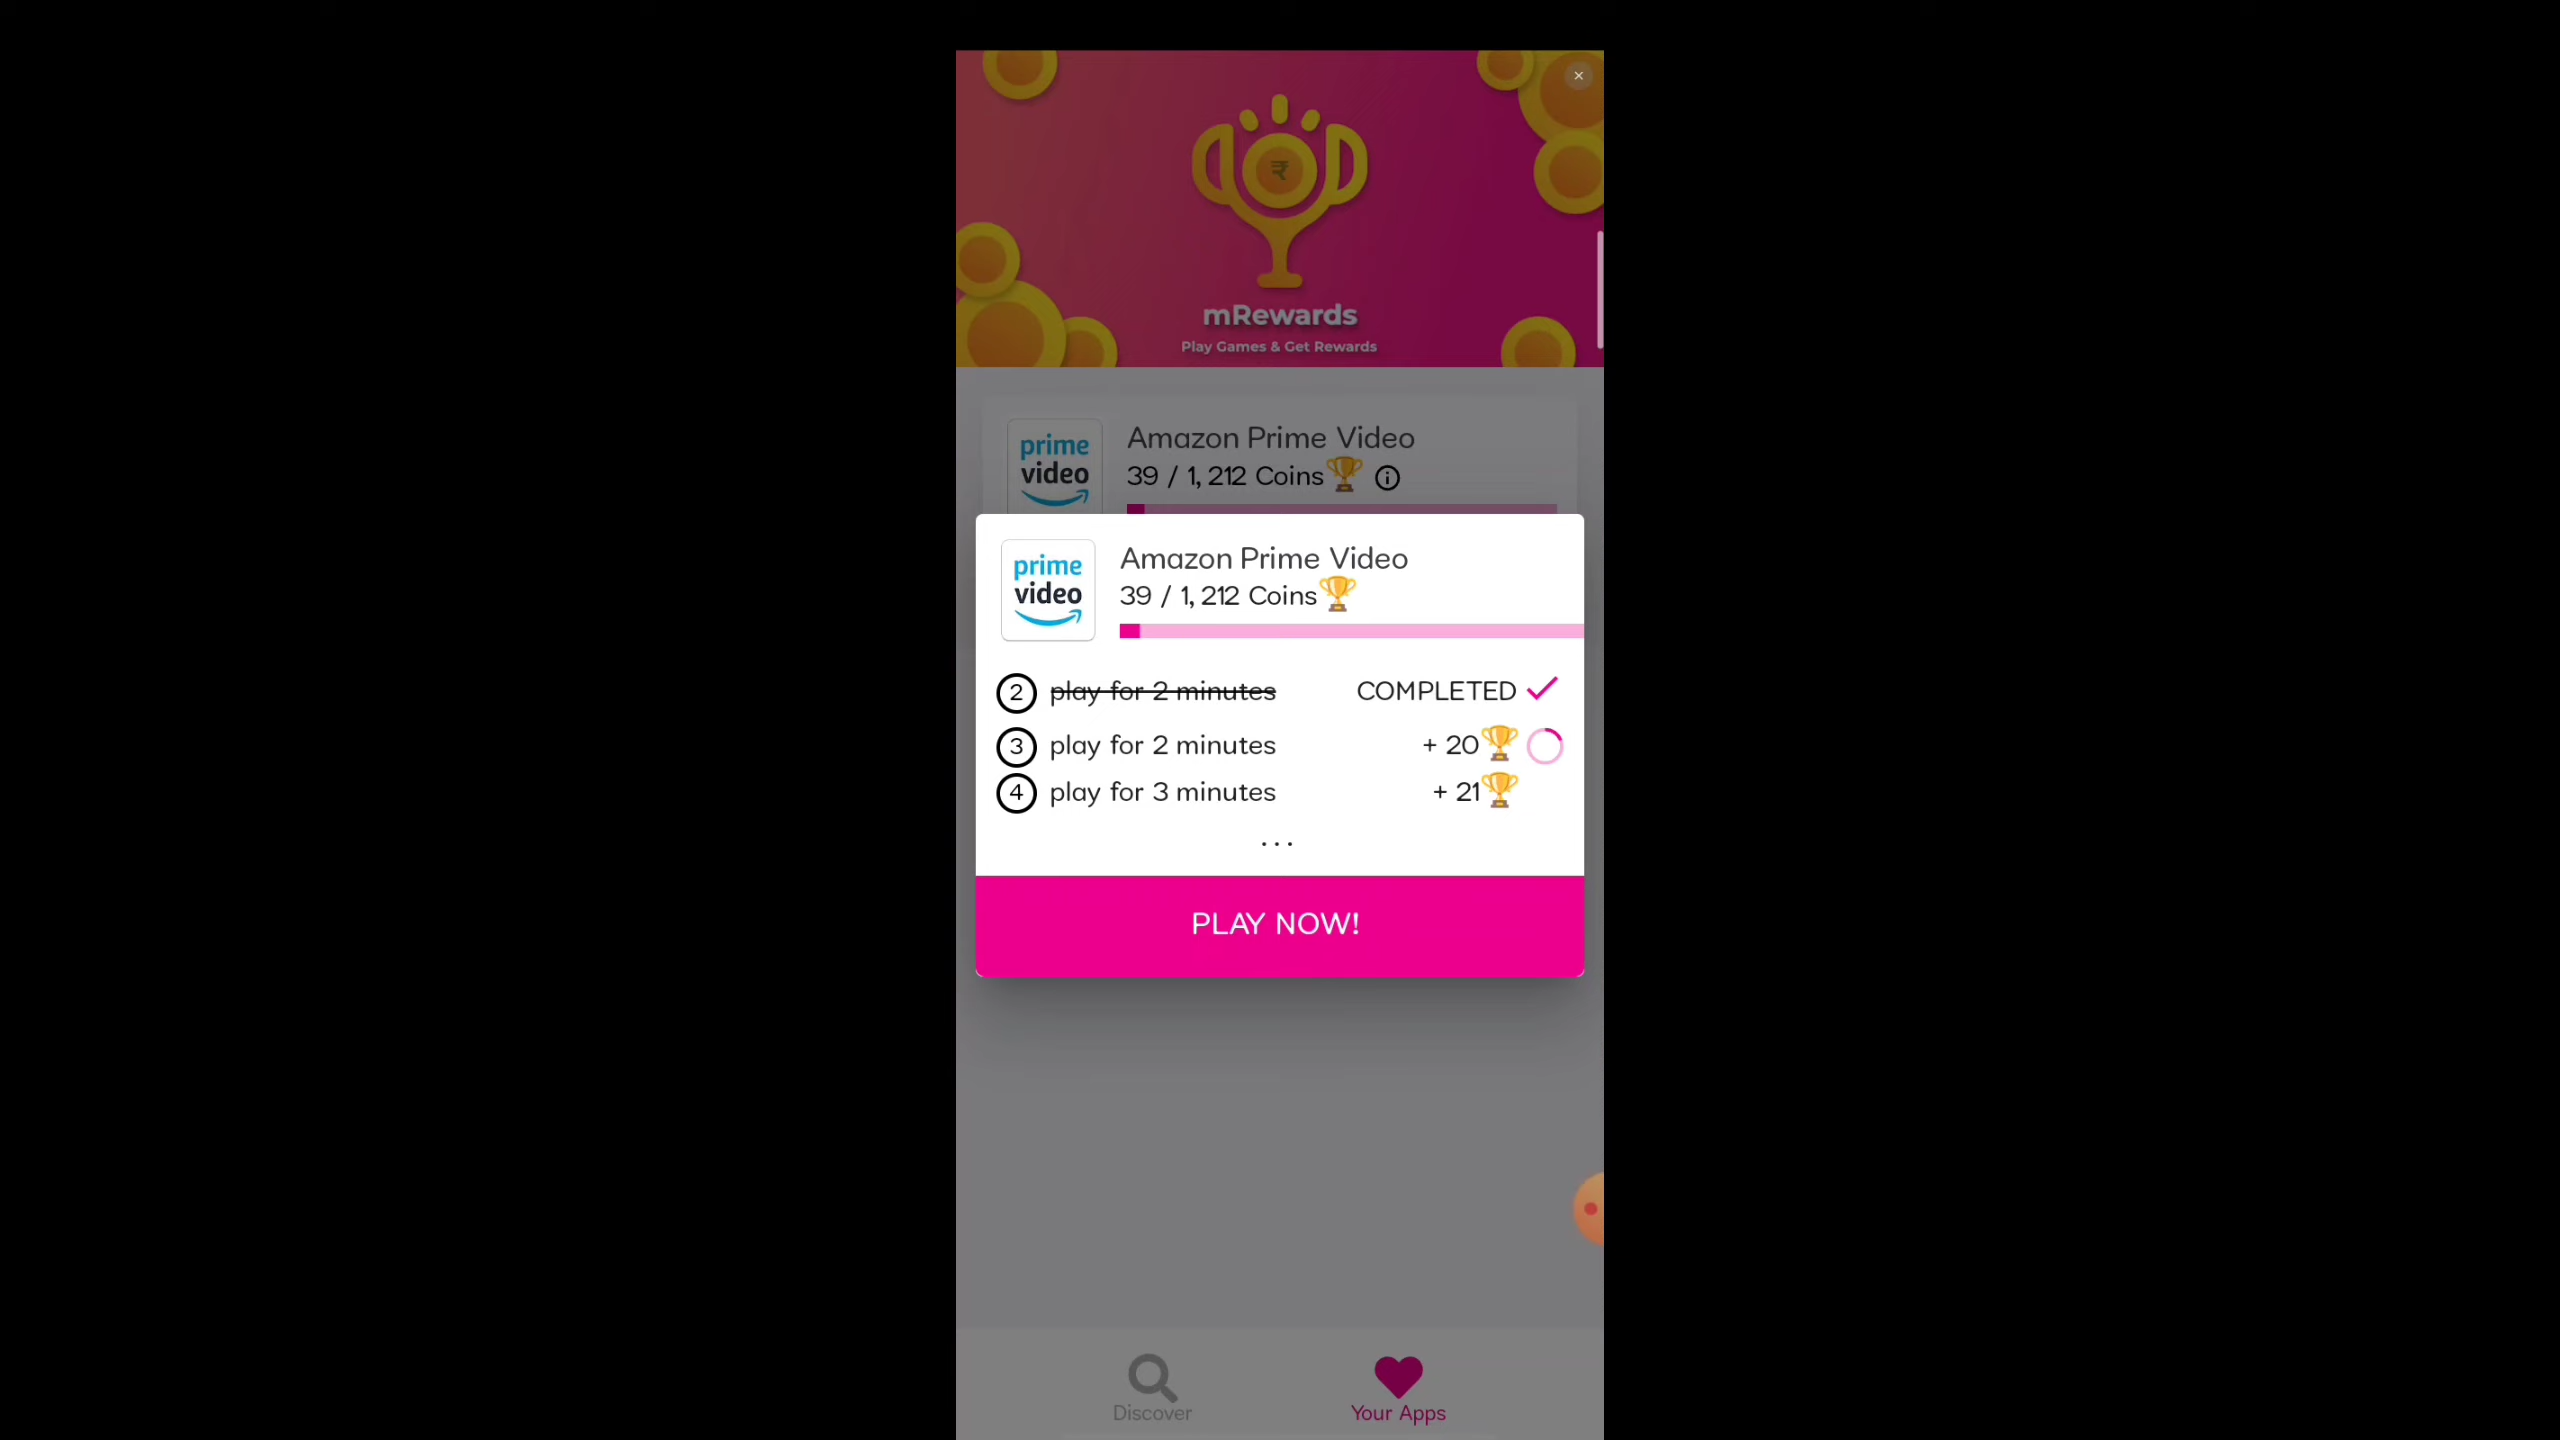 ×
₹
mRewards
Play Games & Get Rewards
prime
video
Amazon Prime Video
39 / 1, 212 Coins🏆 ⓘ
prime
video
Amazon Prime Video
39 / 1, 212 Coins🏆
2 play for 2 minutes COMPLETED ✓
3 play for 2 minutes + 20🏆
4 play for 3 minutes + 21🏆
...
PLAY NOW!
Discover
Your Apps